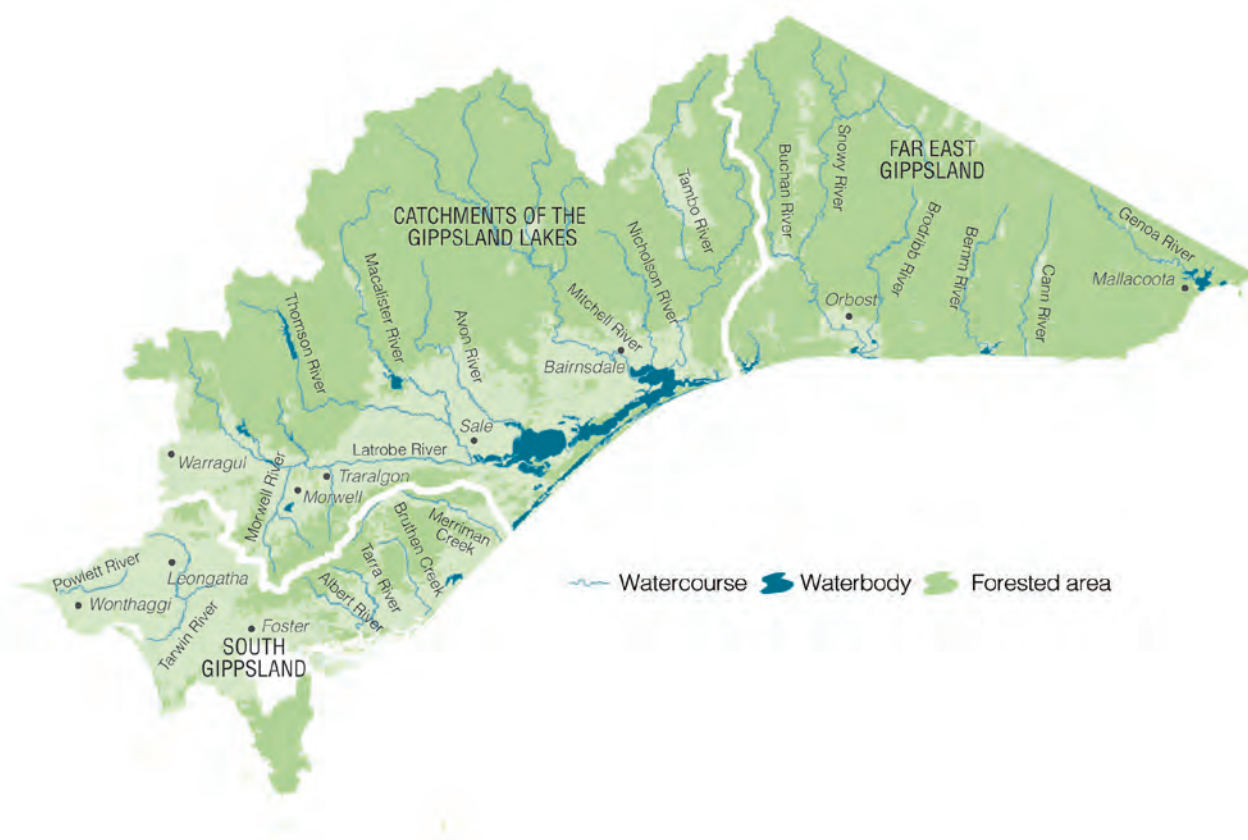 FAR EAST
GIPPSLAND
CATCHMENTS OF THE
GIPPSLAND LAKES
SOUTH
GIPPSLAND
Snowy River
Buchan River
Tambo River
Brodribb River
Bemm River
Cann River
Genoa River
Mallacoota
Orbost
Nicholson River
Mitchell River
Bairnsdale
Macalister River
Avon River
Thomson River
Sale
Latrobe River
Warragul
Morwell River
Traralgon
Morwell
Merriman
Creek
Bruthen Creek
Tarra River
Albert River
Powlett River
Leongatha
Wonthaggi
Tarwin River
Foster
Watercourse
Waterbody
Forested area